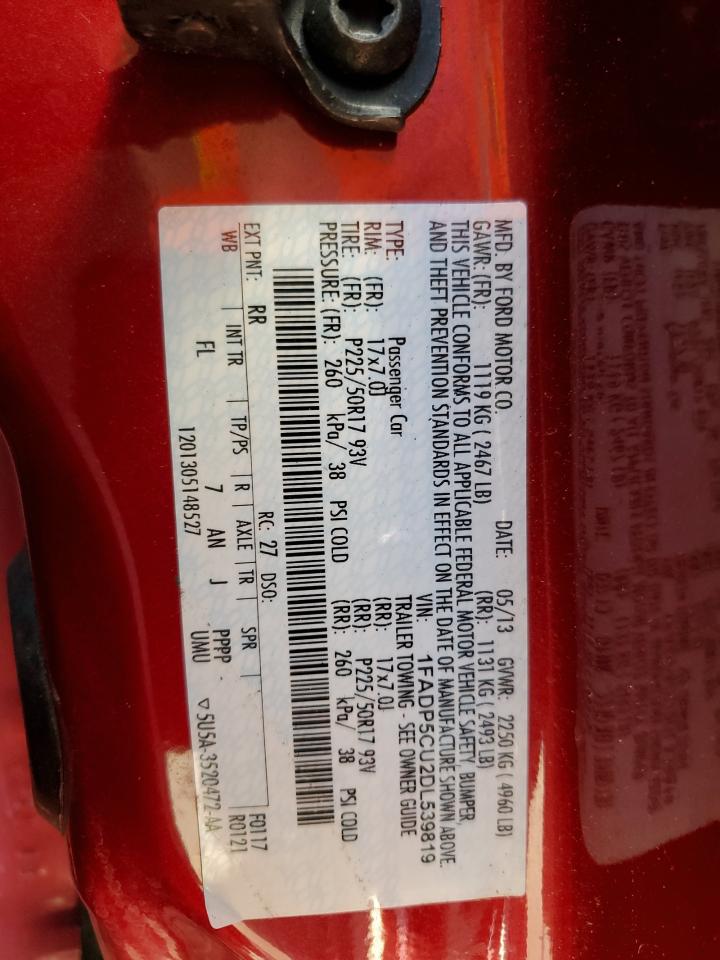 MFD. BY FORD MOTOR CO. DATE: 05/13 GVWR: 2250 KG ( 4960 LB)
GAWR: (FR): 1119 KG ( 2467 LB) (RR): 1131 KG ( 2493 LB)
THIS VEHICLE CONFORMS TO ALL APPLICABLE FEDERAL MOTOR VEHICLE SAFETY, BUMPER,
AND THEFT PREVENTION STANDARDS IN EFFECT ON THE DATE OF MANUFACTURE SHOWN ABOVE.
VIN: 1FADP5CU2DL539819
TYPE: Passenger Car TRAILER TOWING - SEE OWNER GUIDE
RIM: (FR): 17x7.0J (RR): 17x7.0J
TIRE: (FR): P225/50R17 93V (RR): P225/50R17 93V
PRESSURE: (FR): 260 kPa/ 38 PSI COLD (RR): 260 kPa/ 38 PSI COLD
EXT PNT: RR RC: 27 DSO: F0117
WB INT TR TP/PS R AXLE TR SPR R0121
FL 7 AN J PPPP
UMU
1201305148527 ▽5U5A-3520472-AA